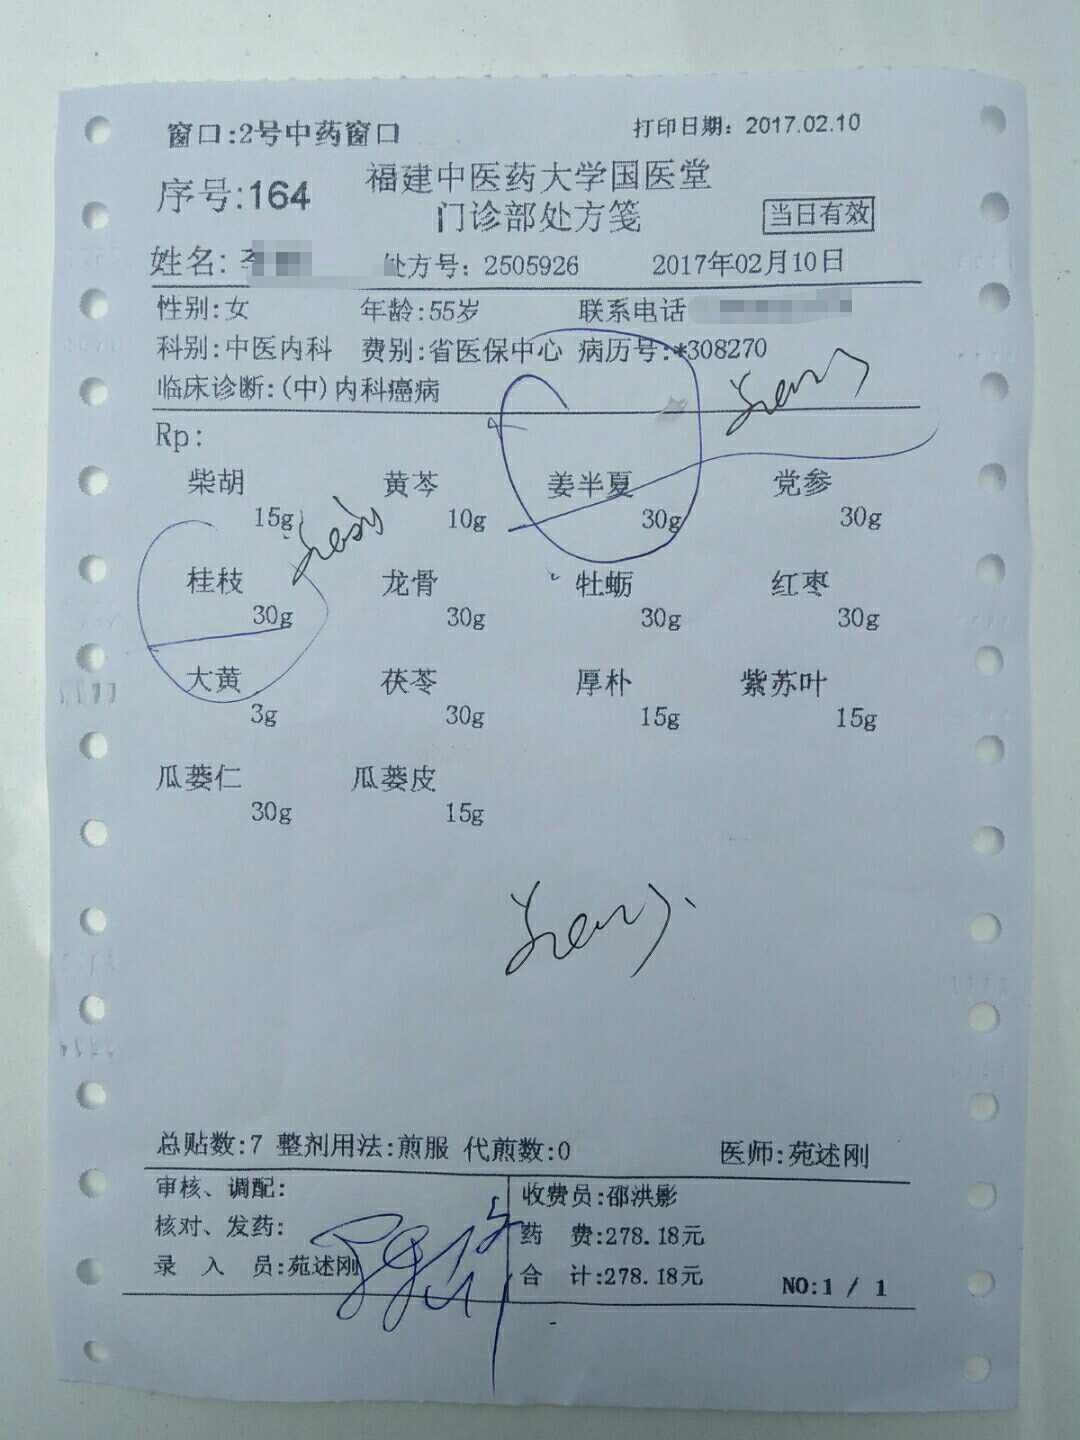 窗口:2号中药窗口
打印日期: 2017.02.10
序号:164
福建中医药大学国医堂
门诊部处方笺
当日有效
姓名:
处方号: 2505926
2017年02月10日
性别:女 年龄:55岁 联系电话
科别:中医内科 费别:省医保中心 病历号:*308270
临床诊断:(中)内科癌病
Rp:
柴胡 黄芩 姜半夏 党参
15g 10g 30g 30g
桂枝 龙骨 牡蛎 红枣
30g 30g 30g 30g
大黄 茯苓 厚朴 紫苏叶
3g 30g 15g 15g
瓜蒌仁 瓜蒌皮
30g 15g
总贴数:7 整剂用法:煎服 代煎数:0 医师:苑述刚
审核、调配:
收费员:邵洪影
核对、发药:
药 费:278.18元
录 入 员:苑述刚
合 计:278.18元
NO:1 / 1